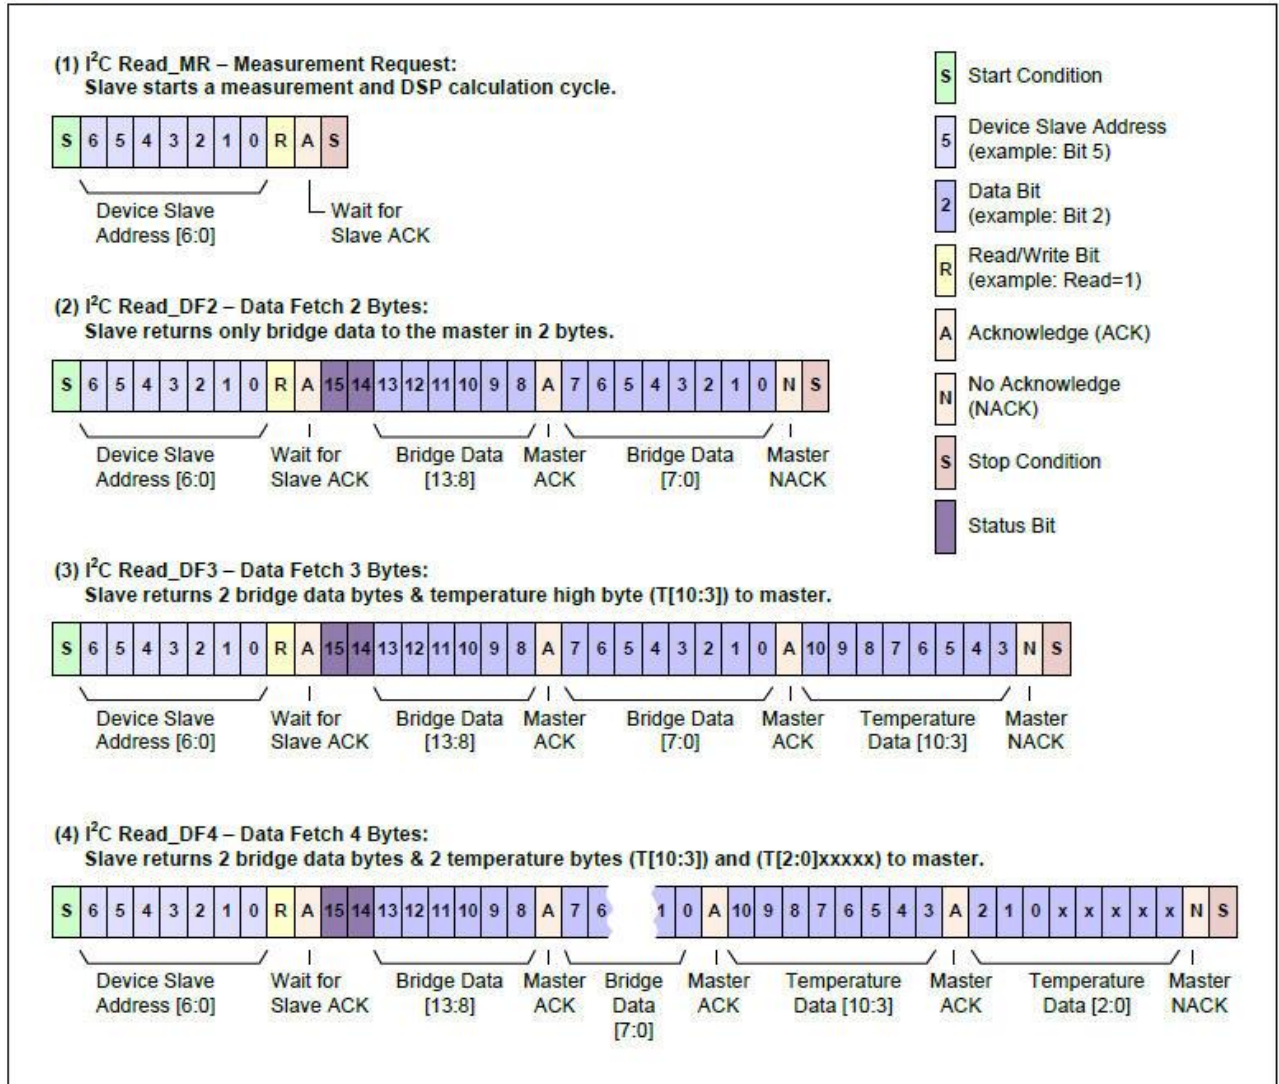 (1) I²C Read_MR – Measurement Request:
Slave starts a measurement and DSP calculation cycle.
S 6 5 4 3 2 1 0 R A S
Device Slave
Address [6:0]
Wait for
Slave ACK
(2) I²C Read_DF2 – Data Fetch 2 Bytes:
Slave returns only bridge data to the master in 2 bytes.
S 6 5 4 3 2 1 0 R A 15 14 13 12 11 10 9 8 A 7 6 5 4 3 2 1 0 N S
Device Slave
Address [6:0]
Wait for
Slave ACK
Bridge Data
[13:8]
Master
ACK
Bridge Data
[7:0]
Master
NACK
S Start Condition
5 Device Slave Address
(example: Bit 5)
2 Data Bit
(example: Bit 2)
R Read/Write Bit
(example: Read=1)
A Acknowledge (ACK)
N No Acknowledge
(NACK)
S Stop Condition
Status Bit
(3) I²C Read_DF3 – Data Fetch 3 Bytes:
Slave returns 2 bridge data bytes & temperature high byte (T[10:3]) to master.
S 6 5 4 3 2 1 0 R A 15 14 13 12 11 10 9 8 A 7 6 5 4 3 2 1 0 A 10 9 8 7 6 5 4 3 N S
Device Slave
Address [6:0]
Wait for
Slave ACK
Bridge Data
[13:8]
Master
ACK
Bridge Data
[7:0]
Master
ACK
Temperature
Data [10:3]
Master
NACK
(4) I²C Read_DF4 – Data Fetch 4 Bytes:
Slave returns 2 bridge data bytes & 2 temperature bytes (T[10:3]) and (T[2:0]xxxxx) to master.
S 6 5 4 3 2 1 0 R A 15 14 13 12 11 10 9 8 A 7 6 1 0 A 10 9 8 7 6 5 4 3 A 2 1 0 x x x x x N S
Device Slave
Address [6:0]
Wait for
Slave ACK
Bridge Data
[13:8]
Master
ACK
Bridge
Data
[7:0]
Master
ACK
Temperature
Data [10:3]
Master
ACK
Temperature
Data [2:0]
Master
NACK